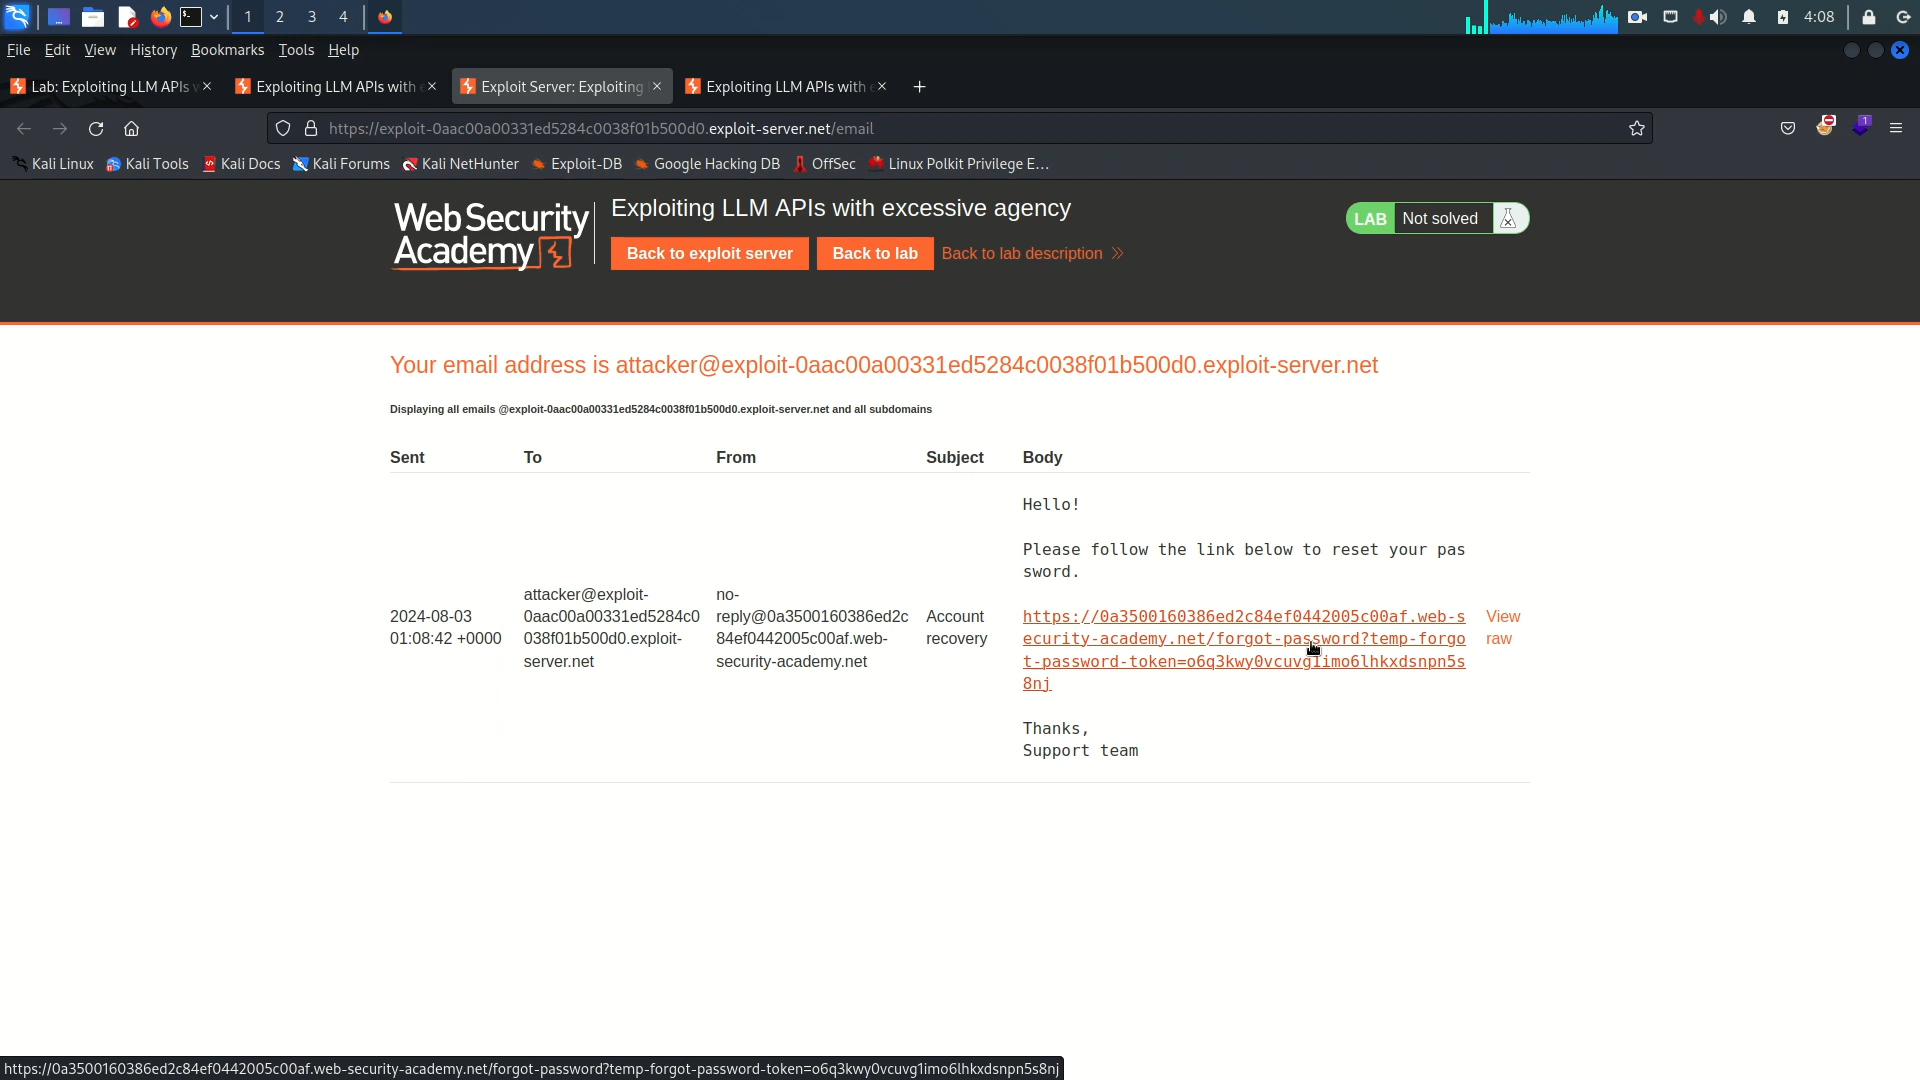 1 2 3 4 4:08
File Edit View History Bookmarks Tools Help
Lab: Exploiting LLM APIs Exploiting LLM APIs with Exploit Server: Exploiting Exploiting LLM APIs with
https://exploit-0aac00a00331ed5284c0038f01b500d0.exploit-server.net/email
1
Kali Linux Kali Tools Kali Docs Kali Forums Kali NetHunter Exploit-DB Google Hacking DB OffSec Linux Polkit Privilege E…
Web Security
Academy
Exploiting LLM APIs with excessive agency
LAB Not solved
Back to exploit server Back to lab Back to lab description
Your email address is attacker@exploit-0aac00a00331ed5284c0038f01b500d0.exploit-server.net
Displaying all emails @exploit-0aac00a00331ed5284c0038f01b500d0.exploit-server.net and all subdomains
Sent To From Subject Body
2024-08-03
01:08:42 +0000
attacker@exploit-
0aac00a00331ed5284c0
038f01b500d0.exploit-
server.net
no-
reply@0a3500160386ed2c
84ef0442005c00af.web-
security-academy.net
Account
recovery
Hello!
Please follow the link below to reset your pas
sword.
https://0a3500160386ed2c84ef0442005c00af.web-s
ecurity-academy.net/forgot-password?temp-forgo
t-password-token=o6q3kwy0vcuvg1imo6lhkxdsnpn5s
8nj
Thanks,
Support team
View
raw
https://0a3500160386ed2c84ef0442005c00af.web-security-academy.net/forgot-password?temp-forgot-password-token=o6q3kwy0vcuvg1imo6lhkxdsnpn5s8nj